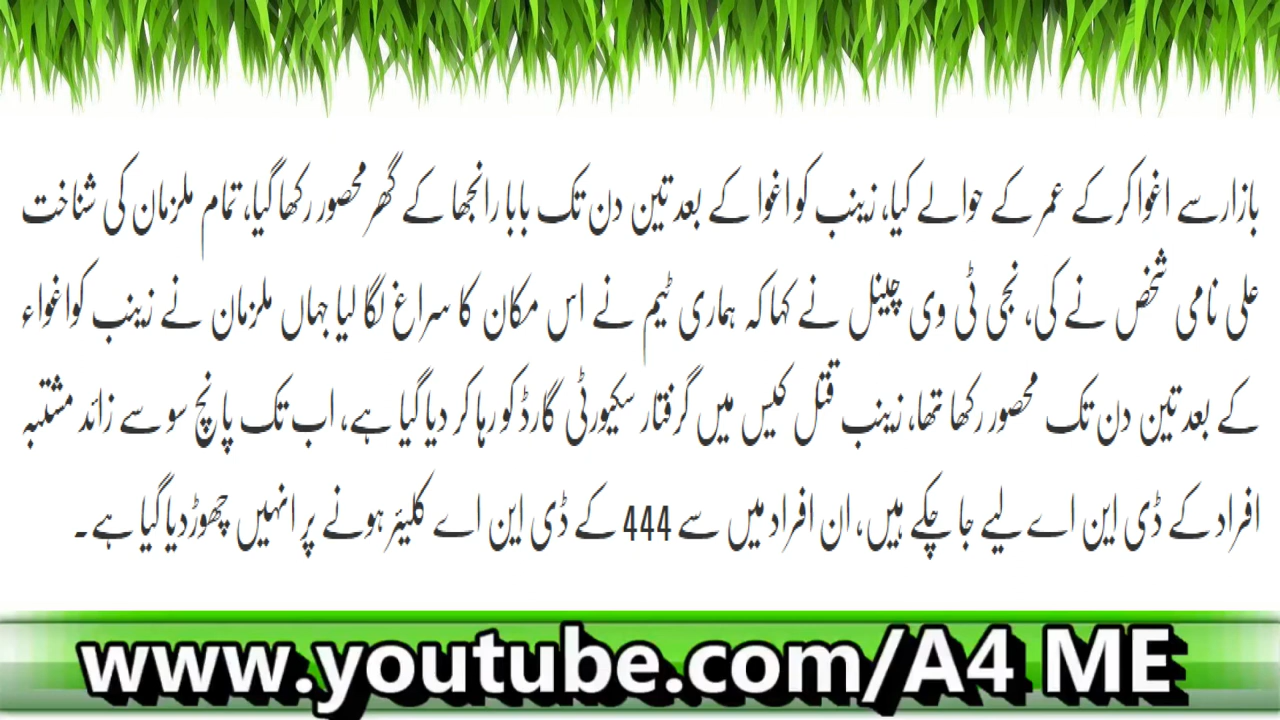 بازار سے اغوا کر کے عمر کے حوالے کیا، زینب کو اغوا کے بعد تین دن تک بابا رانجھا کے گھر محصور رکھا گیا، تمام ملزمان کی شناخت
علی نامی شخص نے کی، نجی ٹی وی چینل نے کہا کہ ہماری ٹیم نے اس مکان کا سراغ لگا لیا جہاں ملزمان نے زینب کو اغواء
کے بعد تین دن تک محصور رکھا تھا، زینب قتل کیس میں گرفتار سکیورٹی گارڈ کو رہا کر دیا گیا ہے، اب تک پانچ سو سے زائد مشتبہ
افراد کے ڈی این اے لیے جا چکے ہیں، ان افراد میں سے 444 کے ڈی این اے کلیئر ہونے پر انہیں چھوڑ دیا گیا ہے۔
www.youtube.com/A4 ME